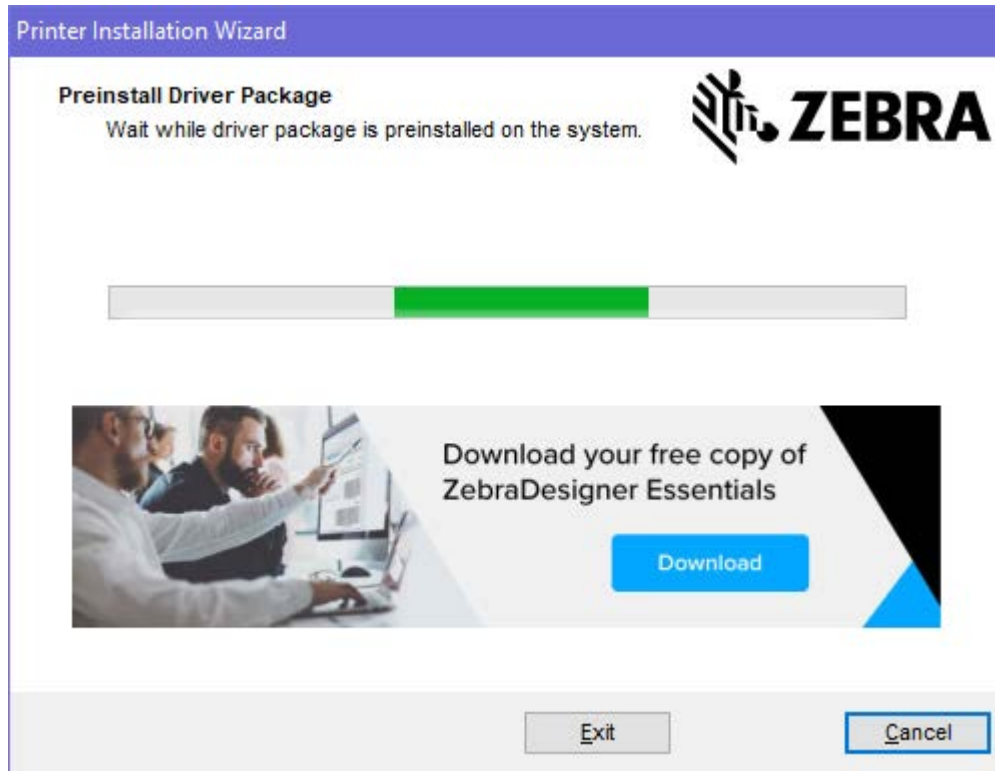 Printer Installation Wizard
Preinstall Driver Package
Wait while driver package is preinstalled on the system.
ZEBRA
Download your free copy of
ZebraDesigner Essentials
Download
Exit
Cancel